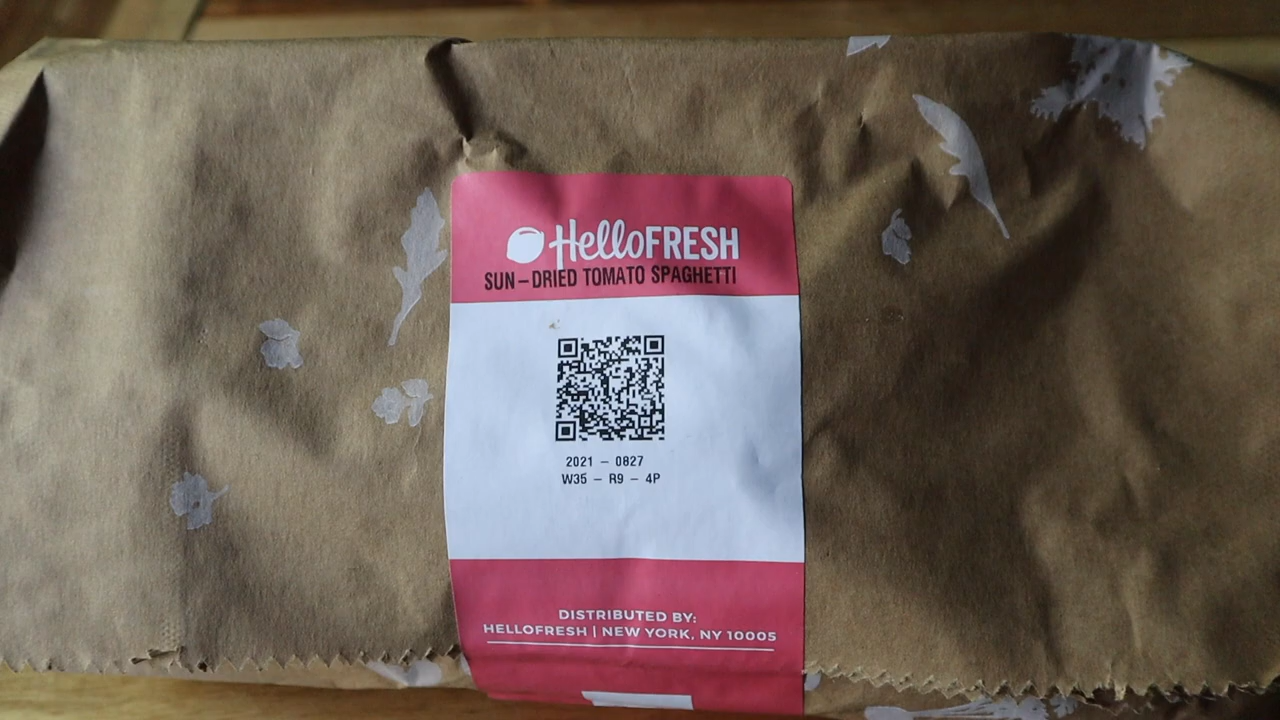 HelloFRESH
SUN-DRIED TOMATO SPAGHETTI
2021 - 0827
W35 - R9 - 4P
DISTRIBUTED BY:
HELLOFRESH | NEW YORK, NY 10005